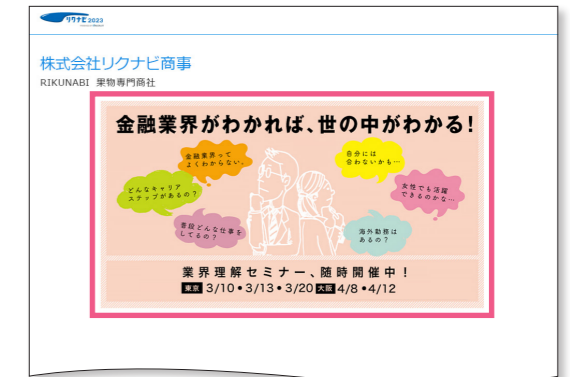 リクナビ2023
株式会社リクナビ商事
RIKUNABI 果物専門商社
金融業界がわかれば、世の中がわかる!
金融業界って
よくわからない。
自分には
合わないかも…
どんなキャリア
ステップがあるの?
女性でも活躍
できるのかな…
普段どんな仕事を
してるの?
海外勤務は
あるの?
業界理解セミナー、随時開催中!
東京 3/10•3/13•3/20 大阪 4/8•4/12